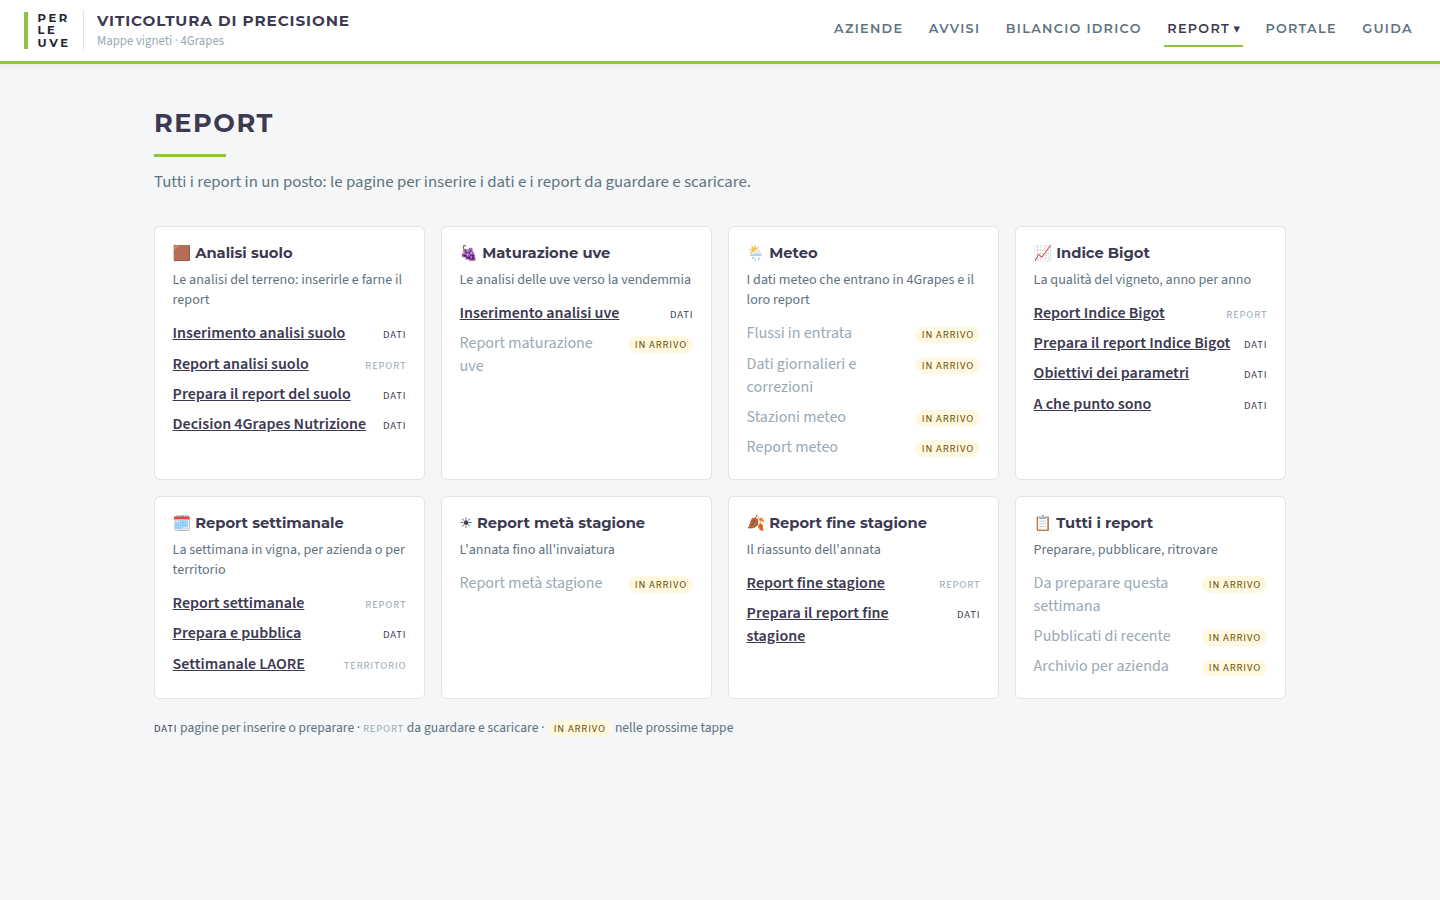 PER
LE
UVE
VITICOLTURA DI PRECISIONE
Mappe vigneti · 4Grapes
AZIENDE AVVISI BILANCIO IDRICO REPORT ▾ PORTALE GUIDA
REPORT
Tutti i report in un posto: le pagine per inserire i dati e i report da guardare e scaricare.
Analisi suolo
Le analisi del terreno: inserirle e farne il
report
Inserimento analisi suolo DATI
Report analisi suolo REPORT
Prepara il report del suolo DATI
Decision 4Grapes Nutrizione DATI
Maturazione uve
Le analisi delle uve verso la vendemmia
Inserimento analisi uve DATI
Report maturazione IN ARRIVO
uve
Meteo
I dati meteo che entrano in 4Grapes e il
loro report
Flussi in entrata IN ARRIVO
Dati giornalieri e IN ARRIVO
correzioni
Stazioni meteo IN ARRIVO
Report meteo IN ARRIVO
Indice Bigot
La qualità del vigneto, anno per anno
Report Indice Bigot REPORT
Prepara il report Indice Bigot DATI
Obiettivi dei parametri DATI
A che punto sono DATI
Report settimanale
La settimana in vigna, per azienda o per
territorio
Report settimanale REPORT
Prepara e pubblica DATI
Settimanale LAORE TERRITORIO
Report metà stagione
L'annata fino all'invaiatura
Report metà stagione IN ARRIVO
Report fine stagione
Il riassunto dell'annata
Report fine stagione REPORT
Prepara il report fine DATI
stagione
Tutti i report
Preparare, pubblicare, ritrovare
Da preparare questa IN ARRIVO
settimana
Pubblicati di recente IN ARRIVO
Archivio per azienda IN ARRIVO
DATI pagine per inserire o preparare · REPORT da guardare e scaricare · IN ARRIVO nelle prossime tappe